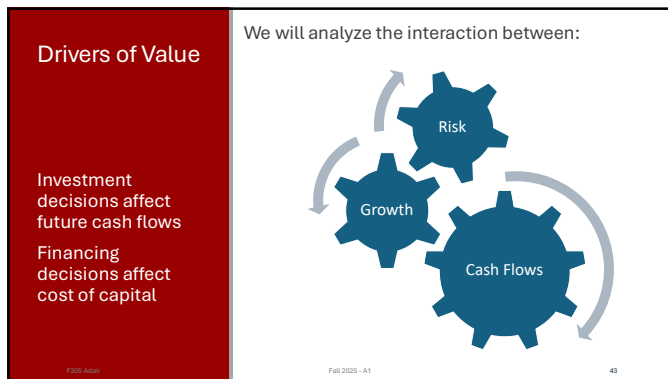 Drivers of Value
Investment
decisions affect
future cash flows
Financing
decisions affect
cost of capital
We will analyze the interaction between:
Risk
Growth
Cash Flows
F305 Adair
Fall 2025 - A1
43